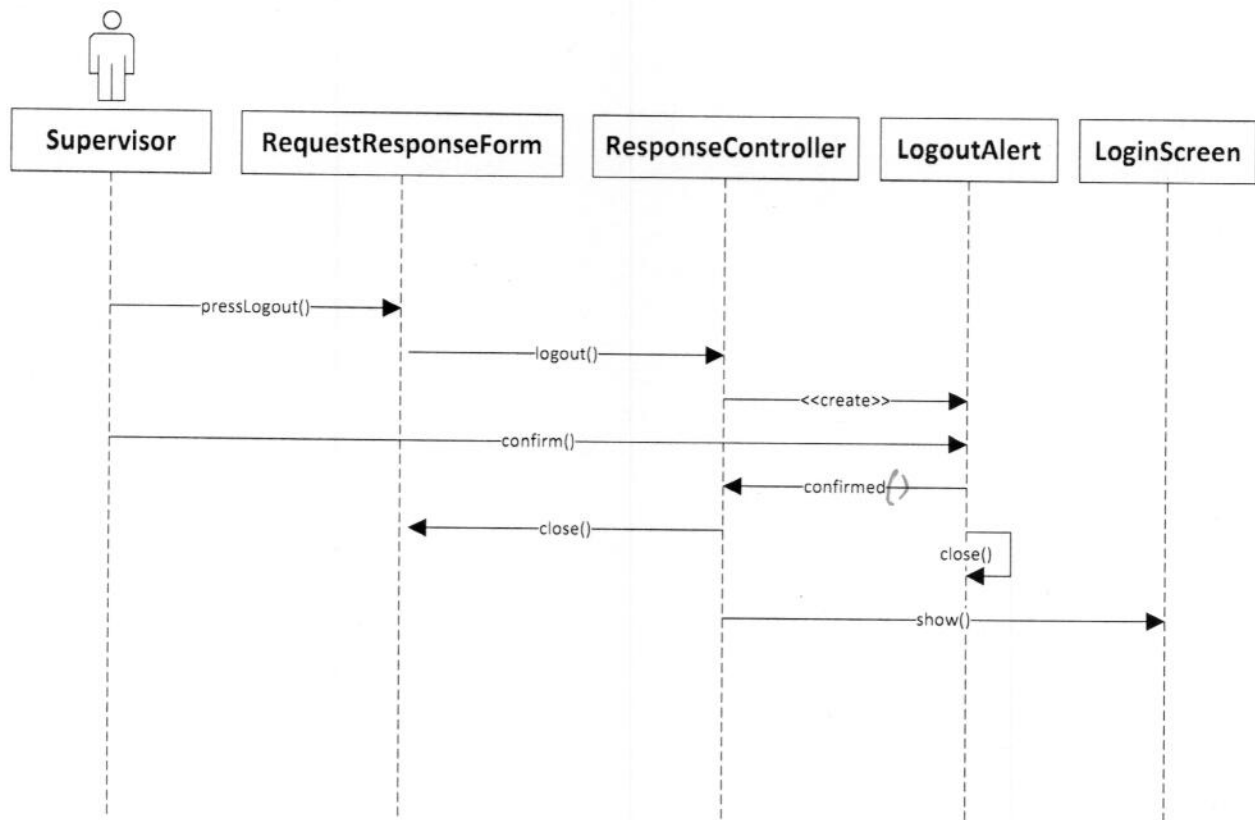 Supervisor
RequestResponseForm
ResponseController
LogoutAlert
LoginScreen
pressLogout()
logout()
<<create>>
confirm()
confirmed()
close()
close()
show()